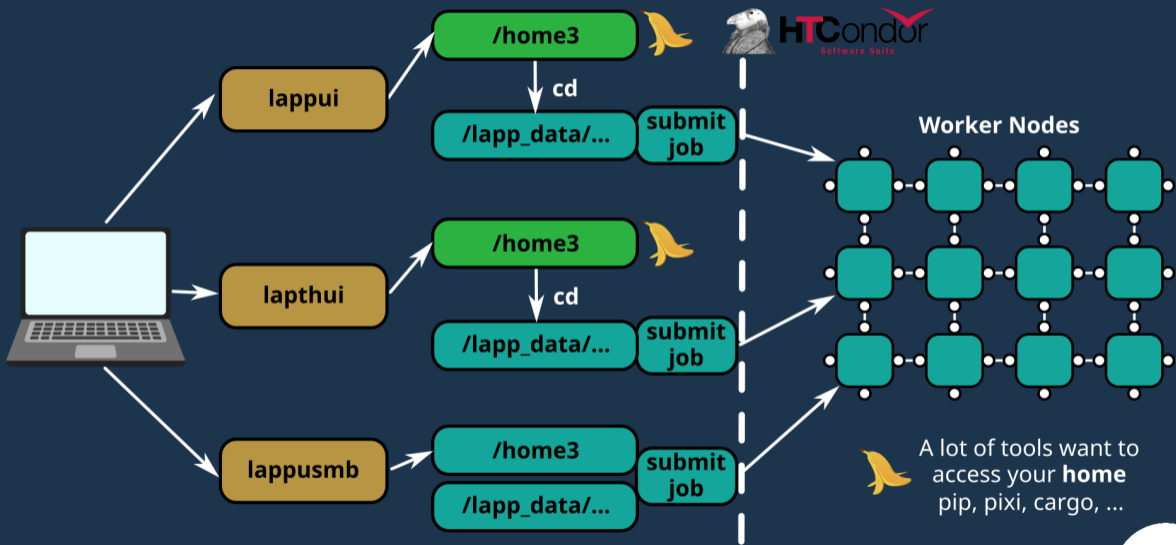 /home3
HTCondor
Software Suite
cd
lappui
/lapp_data/...
submit
job
Worker Nodes
/home3
cd
lapthui
/lapp_data/...
submit
job
/home3
lappusmb
/lapp_data/...
submit
job
A lot of tools want to
access your home
pip, pixi, cargo, ...